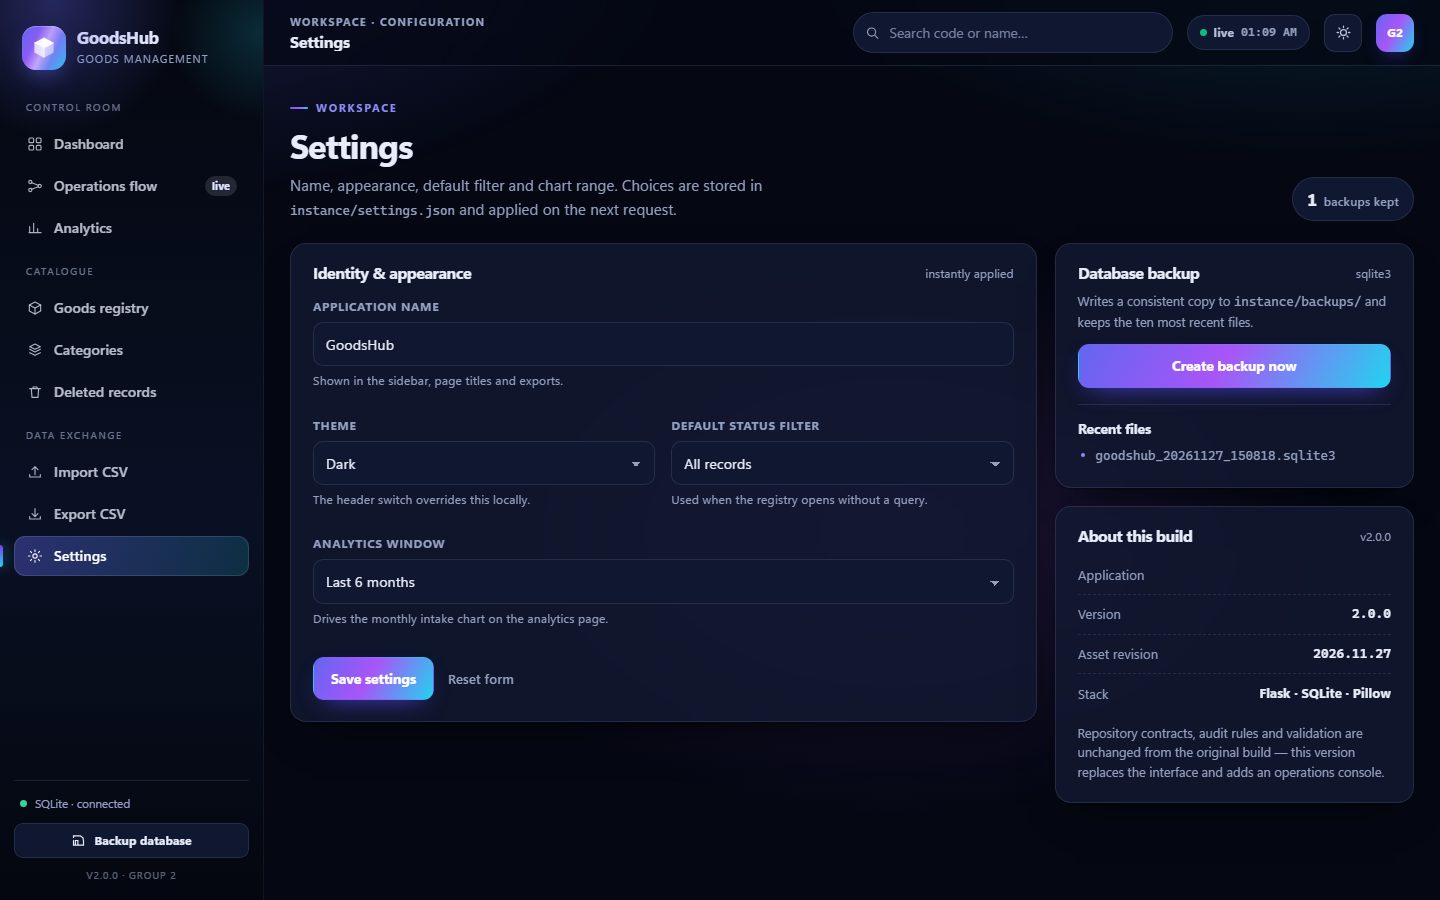 GoodsHub
GOODS MANAGEMENT
CONTROL ROOM
Dashboard
Operations flow
live
Analytics
CATALOGUE
Goods registry
Categories
Deleted records
DATA EXCHANGE
Import CSV
Export CSV
Settings
SQLite · connected
Backup database
V2.0.0 · GROUP 2
WORKSPACE · CONFIGURATION
Settings
Search code or name...
live 01:09 AM
G2
WORKSPACE
Settings
Name, appearance, default filter and chart range. Choices are stored in
instance/settings.json and applied on the next request.
1 backups kept
Identity & appearance
instantly applied
APPLICATION NAME
GoodsHub
Shown in the sidebar, page titles and exports.
THEME
Dark
The header switch overrides this locally.
DEFAULT STATUS FILTER
All records
Used when the registry opens without a query.
ANALYTICS WINDOW
Last 6 months
Drives the monthly intake chart on the analytics page.
Save settings
Reset form
Database backup
sqlite3
Writes a consistent copy to instance/backups/ and
keeps the ten most recent files.
Create backup now
Recent files
• goodshub_20261127_150818.sqlite3
About this build
v2.0.0
Application
Version
2.0.0
Asset revision
2026.11.27
Stack
Flask · SQLite · Pillow
Repository contracts, audit rules and validation are
unchanged from the original build — this version
replaces the interface and adds an operations console.